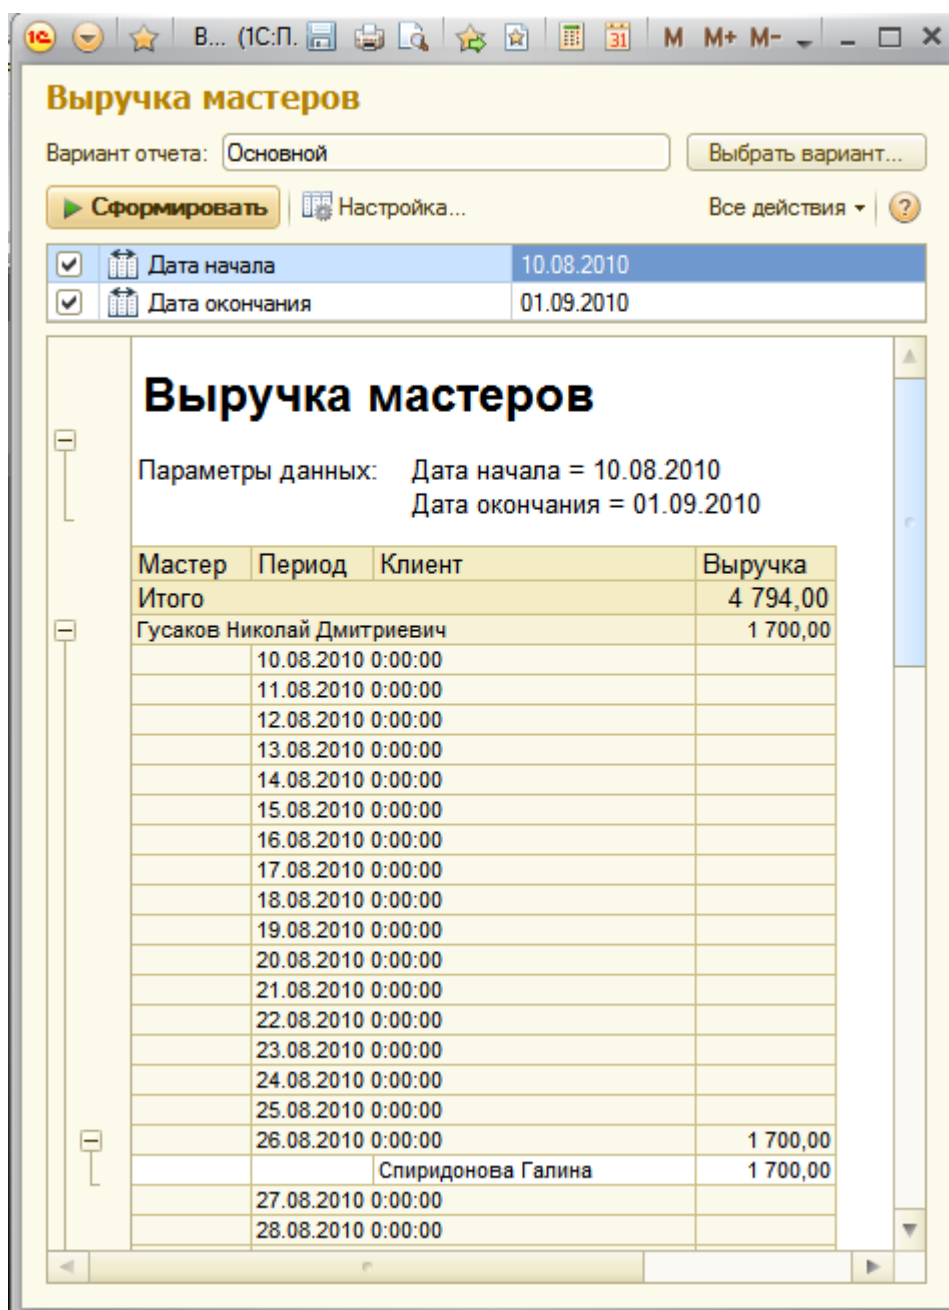 В... (1С:П. 31 M M+ M-
Выручка мастеров
Вариант отчета: Основной Выбрать вариант...
Сформировать Настройка... Все действия
Дата начала 10.08.2010
Дата окончания 01.09.2010
Выручка мастеров
Параметры данных: Дата начала = 10.08.2010
Дата окончания = 01.09.2010
Мастер Период Клиент Выручка
Итого 4 794,00
Гусаков Николай Дмитриевич 1 700,00
10.08.2010 0:00:00
11.08.2010 0:00:00
12.08.2010 0:00:00
13.08.2010 0:00:00
14.08.2010 0:00:00
15.08.2010 0:00:00
16.08.2010 0:00:00
17.08.2010 0:00:00
18.08.2010 0:00:00
19.08.2010 0:00:00
20.08.2010 0:00:00
21.08.2010 0:00:00
22.08.2010 0:00:00
23.08.2010 0:00:00
24.08.2010 0:00:00
25.08.2010 0:00:00
26.08.2010 0:00:00 1 700,00
Спиридонова Галина 1 700,00
27.08.2010 0:00:00
28.08.2010 0:00:00